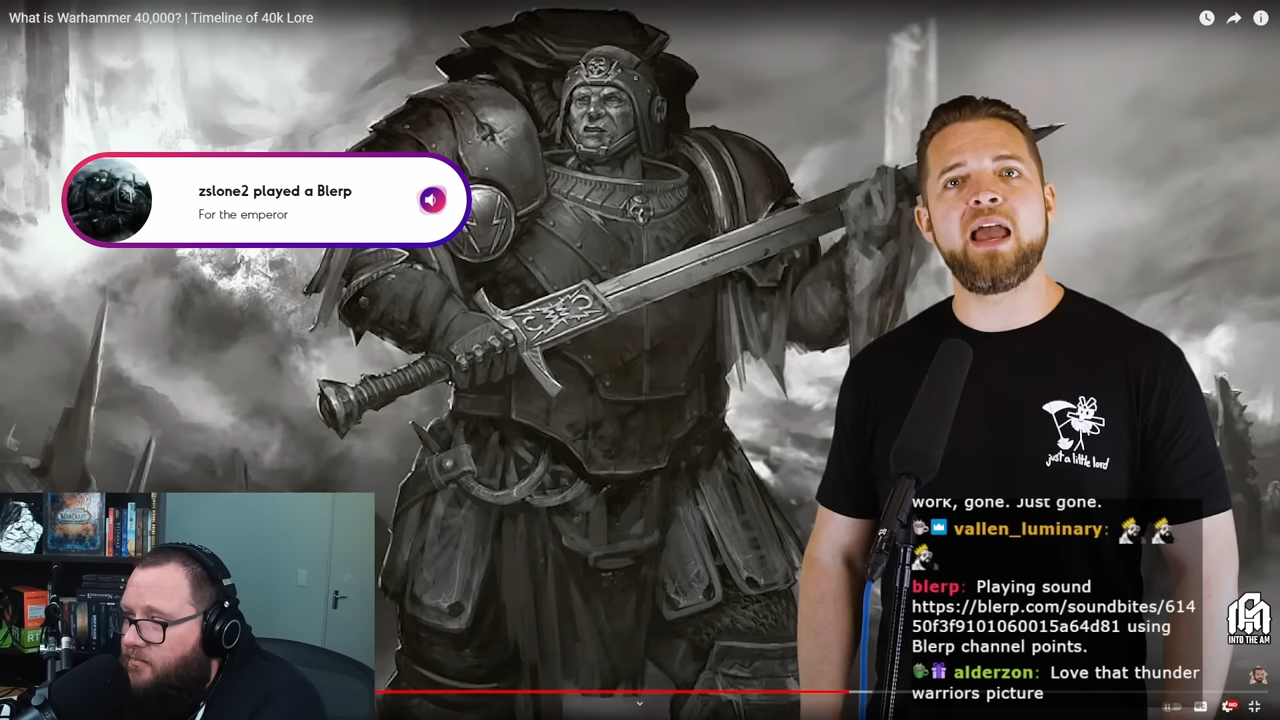 What is Warhammer 40,000? | Timeline of 40k Lore
zslone2 played a Blerp
For the emperor
just a little lord
work, gone. Just gone.
vallen_luminary:
blerp: Playing sound
https://blerp.com/soundbites/614
50f3f9101060015a64d81 using
Blerp channel points.
alderzon: Love that thunder
warriors picture
INTO THE AM
HD